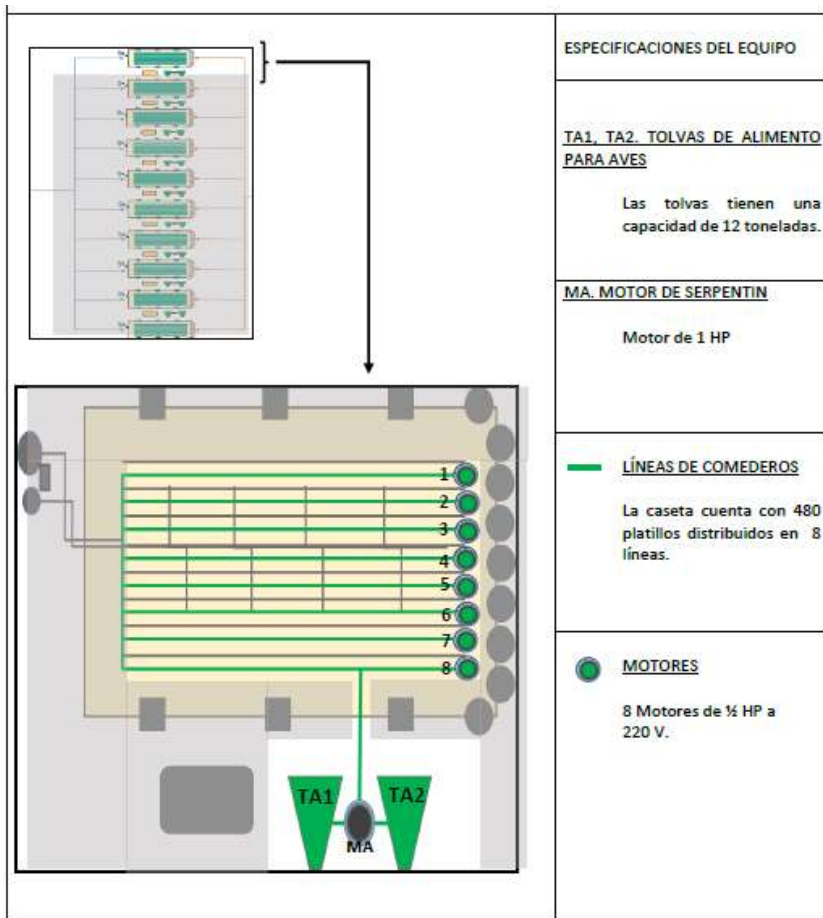 ESPECIFICACIONES DEL EQUIPO
TA1, TA2. TOLVAS DE ALIMENTO
PARA AVES
Las tolvas tienen una
capacidad de 12 toneladas.
MA. MOTOR DE SERPENTIN
Motor de 1 HP
LÍNEAS DE COMEDEROS
La caseta cuenta con 480
platillos distribuidos en 8
líneas.
MOTORES
8 Motores de ½ HP a
220 V.
1
2
3
4
5
6
7
8
TA1
TA2
MA